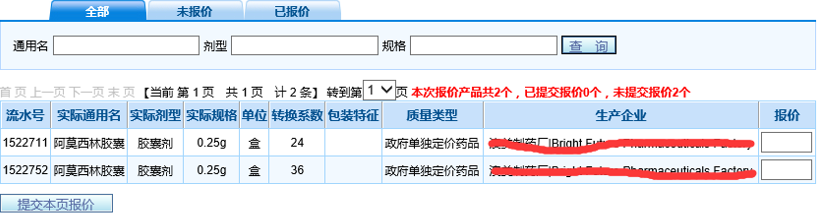 全部 未报价 已报价
通用名 剂型 规格 查 询
首 页 上一页 下一页 末 页 【当前 第 1 页 共 1 页 计 2 条】 转到第 1 页 本次报价产品共2个，已提交报价0个，未提交报价2个
流水号 实际通用名 实际剂型 实际规格 单位 转换系数 包装特征 质量类型 生产企业 报价
1522711 阿莫西林胶囊 胶囊剂 0.25g 盒 24 政府单独定价药品
1522752 阿莫西林胶囊 胶囊剂 0.25g 盒 36 政府单独定价药品 Pharmaceuticals Factory
提交本页报价